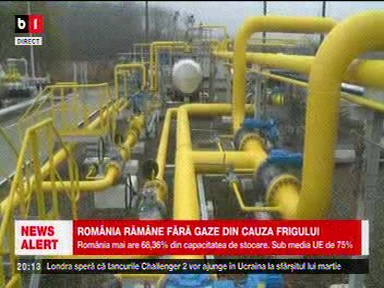 B1
DIRECT
NEWS ALERT
ROMÂNIA RĂMÂNE FĂRĂ GAZE DIN CAUZA FRIGULUI
România mai are 66,36% din capacitatea de stocare. Sub media UE de 75%
20:13 Londra speră că tancurile Challenger 2 vor ajunge în Ucraina la sfârșitul lui martie